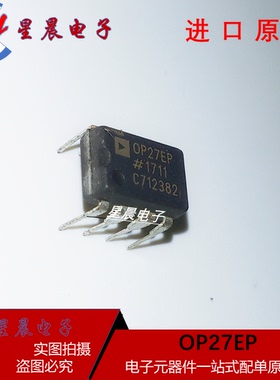 星晨电子
进口原
OP27EP
#1711
C712382
星晨电子
星晨电子
实图拍摄
盗图必究
OP27EP
电子元器件一站式配单原